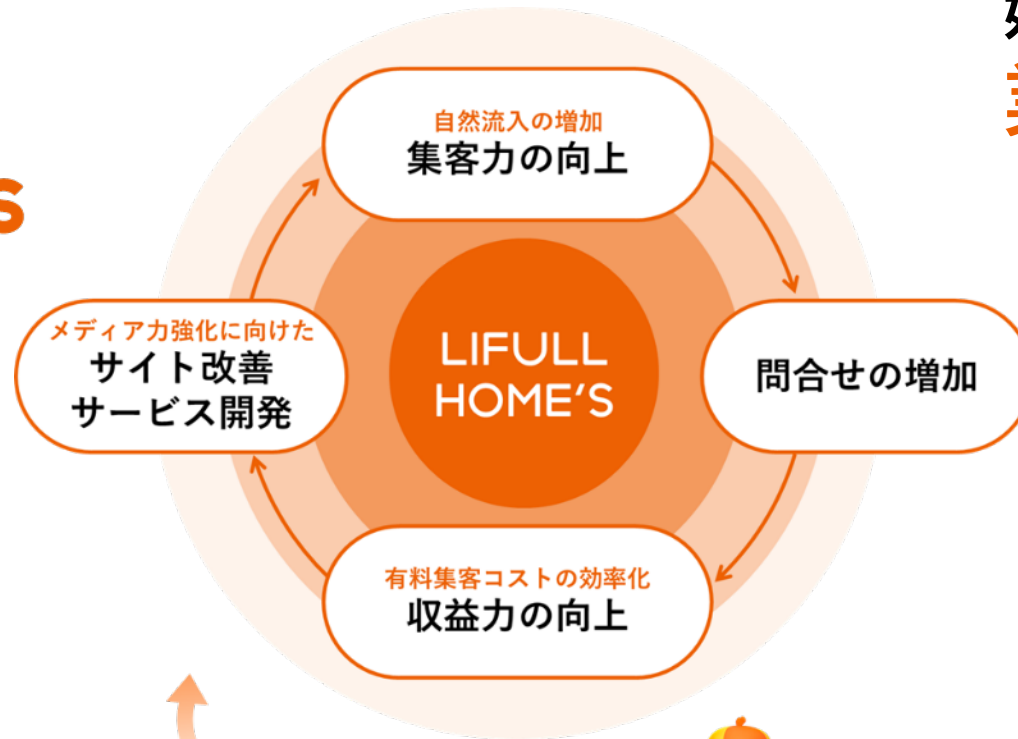 自然流入の増加
集客力の向上
s
メディア力強化に向けた
サイト改善
サービス開発
LIFULL
HOME'S
問合せの増加
有料集客コストの効率化
収益力の向上